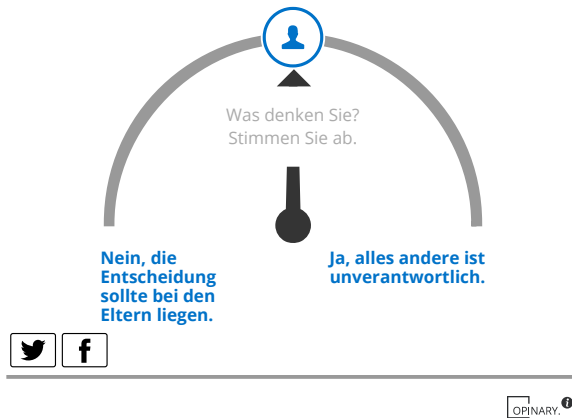 Was denken Sie?
Stimmen Sie ab.
Nein, die
Entscheidung
sollte bei den
Eltern liegen.
Ja, alles andere ist
unverantwortlich.
OPINARY.